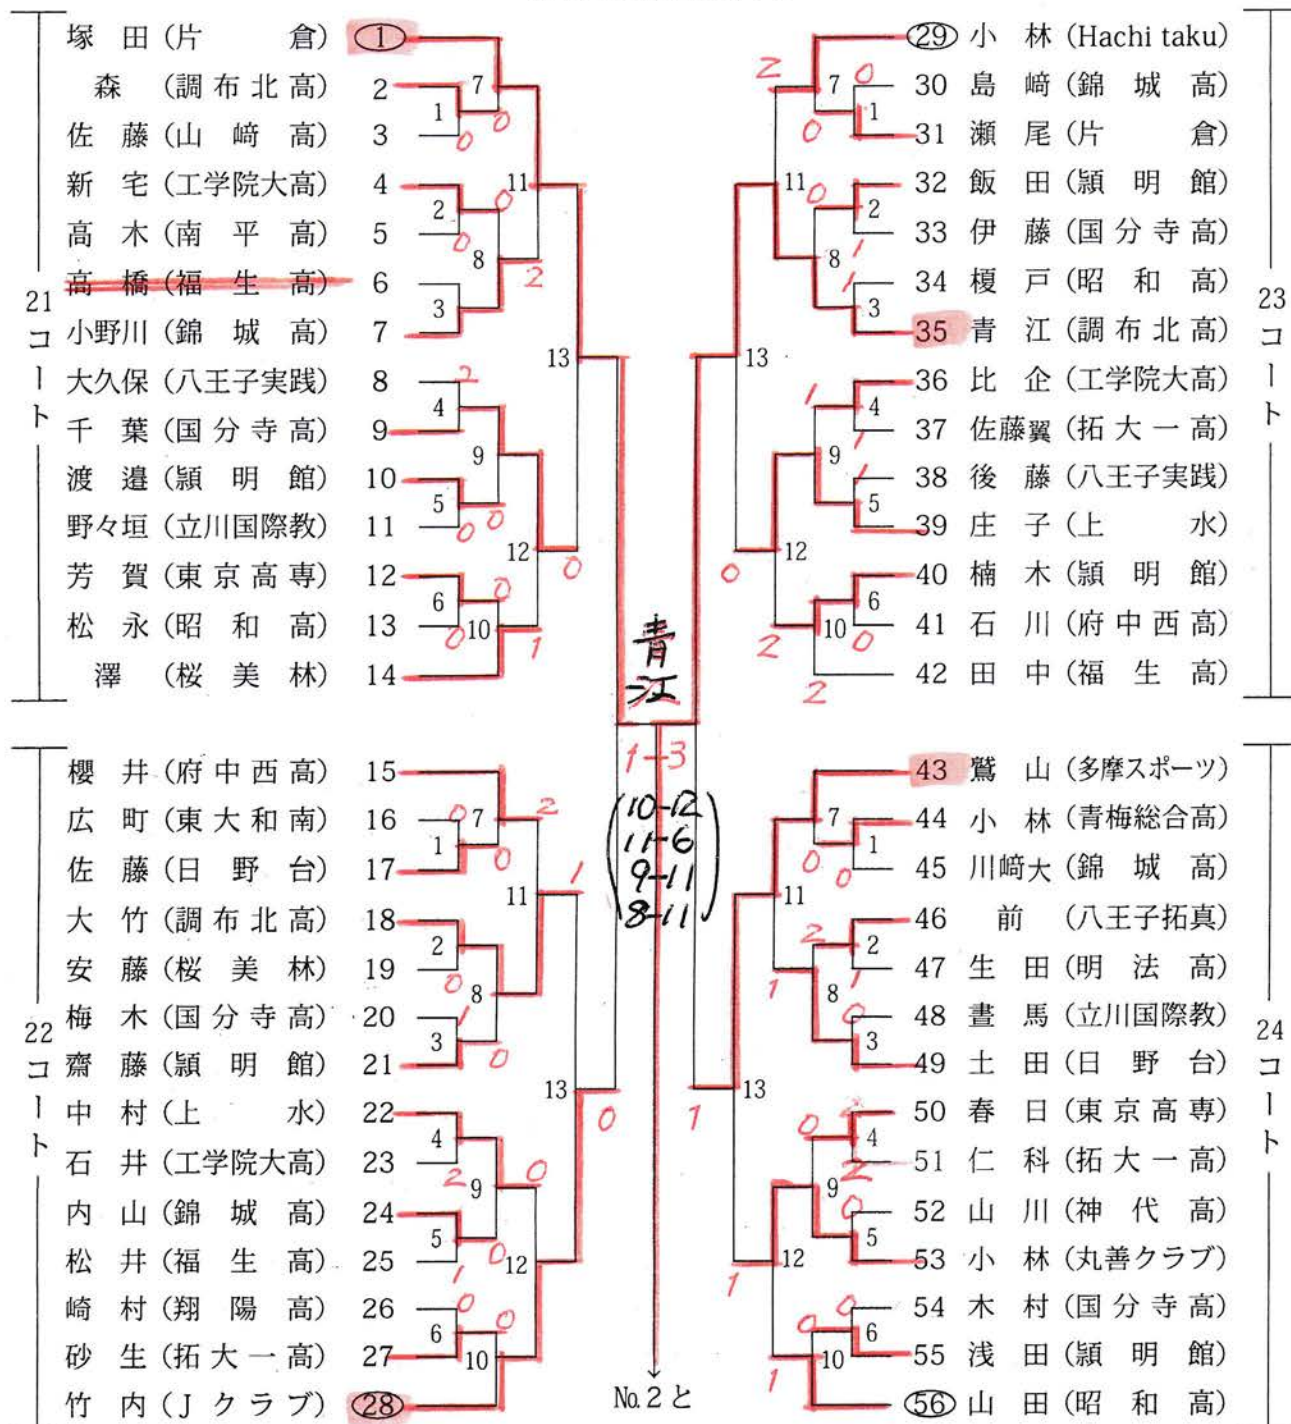 塚田 (片倉) 1
森 (調布北高) 2
佐藤 (山﨑高) 3
新宅 (工学院大高) 4
高木 (南平高) 5
高橋 (福生高) 6
小野川 (錦城高) 7
大久保 (八王子実践) 8
千葉 (国分寺高) 9
渡邉 (穎明館) 10
野々垣 (立川国際教) 11
芳賀 (東京高専) 12
松永 (昭和高) 13
澤 (桜美林) 14
21コート
櫻井 (府中西高) 15
広町 (東大和南) 16
佐藤 (日野台) 17
大竹 (調布北高) 18
安藤 (桜美林) 19
梅木 (国分寺高) 20
齋藤 (穎明館) 21
中村 (上水) 22
石井 (工学院大高) 23
内山 (錦城高) 24
松井 (福生高) 25
崎村 (翔陽高) 26
砂生 (拓大一高) 27
竹内 (Jクラブ) 28
22コート
青江
1-3
10-12
11-6
9-11
8-11
No.2と
29 小林 (Hachi taku)
30 島﨑 (錦城高)
31 瀬尾 (片倉)
32 飯田 (穎明館)
33 伊藤 (国分寺高)
34 榎戸 (昭和高)
35 青江 (調布北高)
36 比企 (工学院大高)
37 佐藤翼 (拓大一高)
38 後藤 (八王子実践)
39 庄子 (上水)
40 楠木 (穎明館)
41 石川 (府中西高)
42 田中 (福生高)
23コート
43 鷲山 (多摩スポーツ)
44 小林 (青梅総合高)
45 川﨑大 (錦城高)
46 前 (八王子拓真)
47 生田 (明法高)
48 晝馬 (立川国際教)
49 土田 (日野台)
50 春日 (東京高専)
51 仁科 (拓大一高)
52 山川 (神代高)
53 小林 (丸善クラブ)
54 木村 (国分寺高)
55 浅田 (穎明館)
56 山田 (昭和高)
24コート